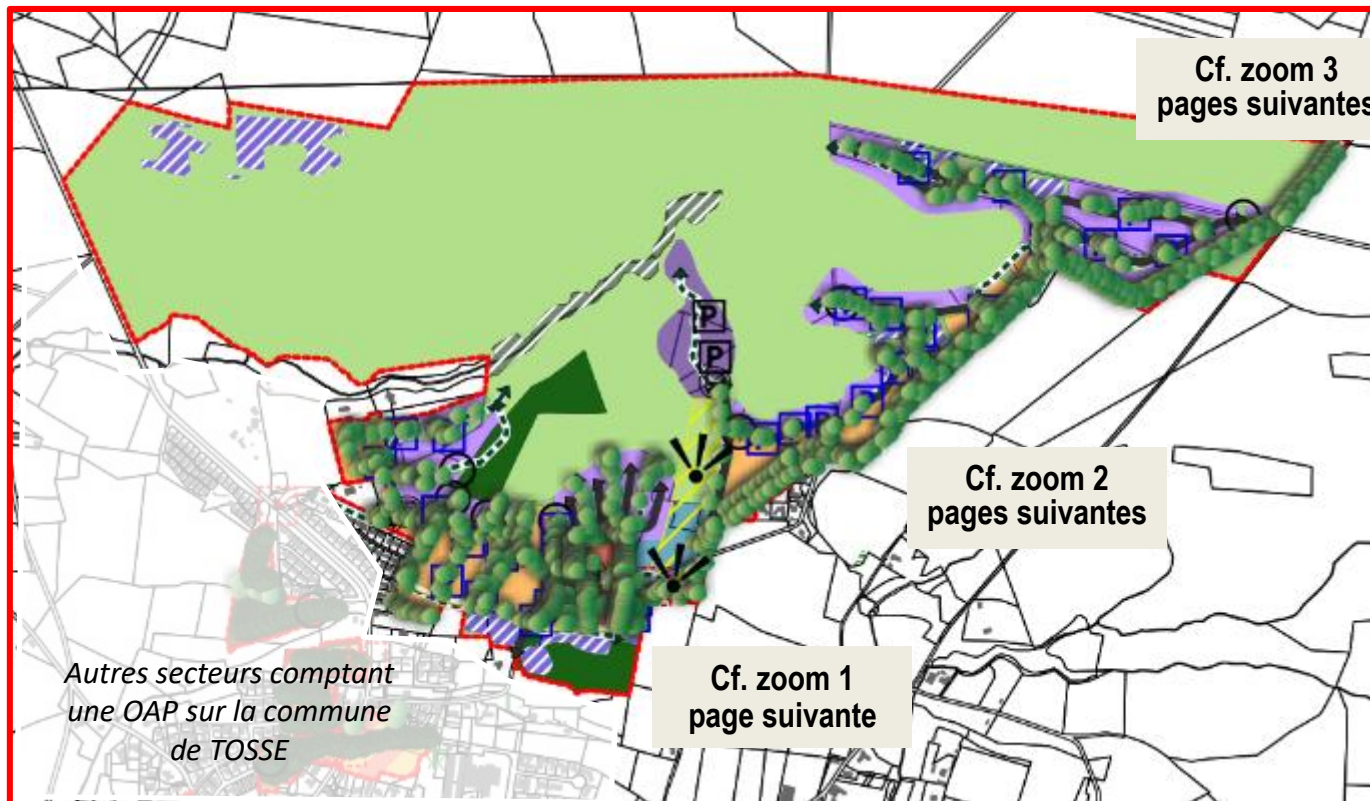 Cf. zoom 3
pages suivantes
P
P
Cf. zoom 2
pages suivantes
Autres secteurs comptant
une OAP sur la commune
de TOSSE
Cf. zoom 1
page suivante